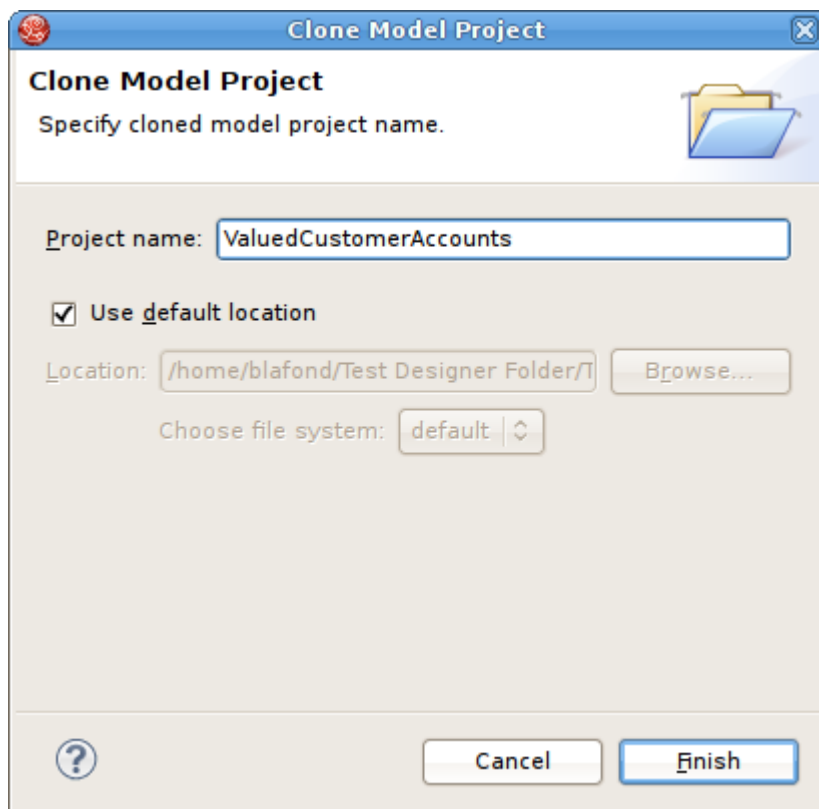 Clone Model Project
Clone Model Project
Specify cloned model project name.
Project name: ValuedCustomerAccounts
Use default location
Location: /home/blafond/Test Designer Folder/T Browse...
Choose file system: default
? Cancel Finish